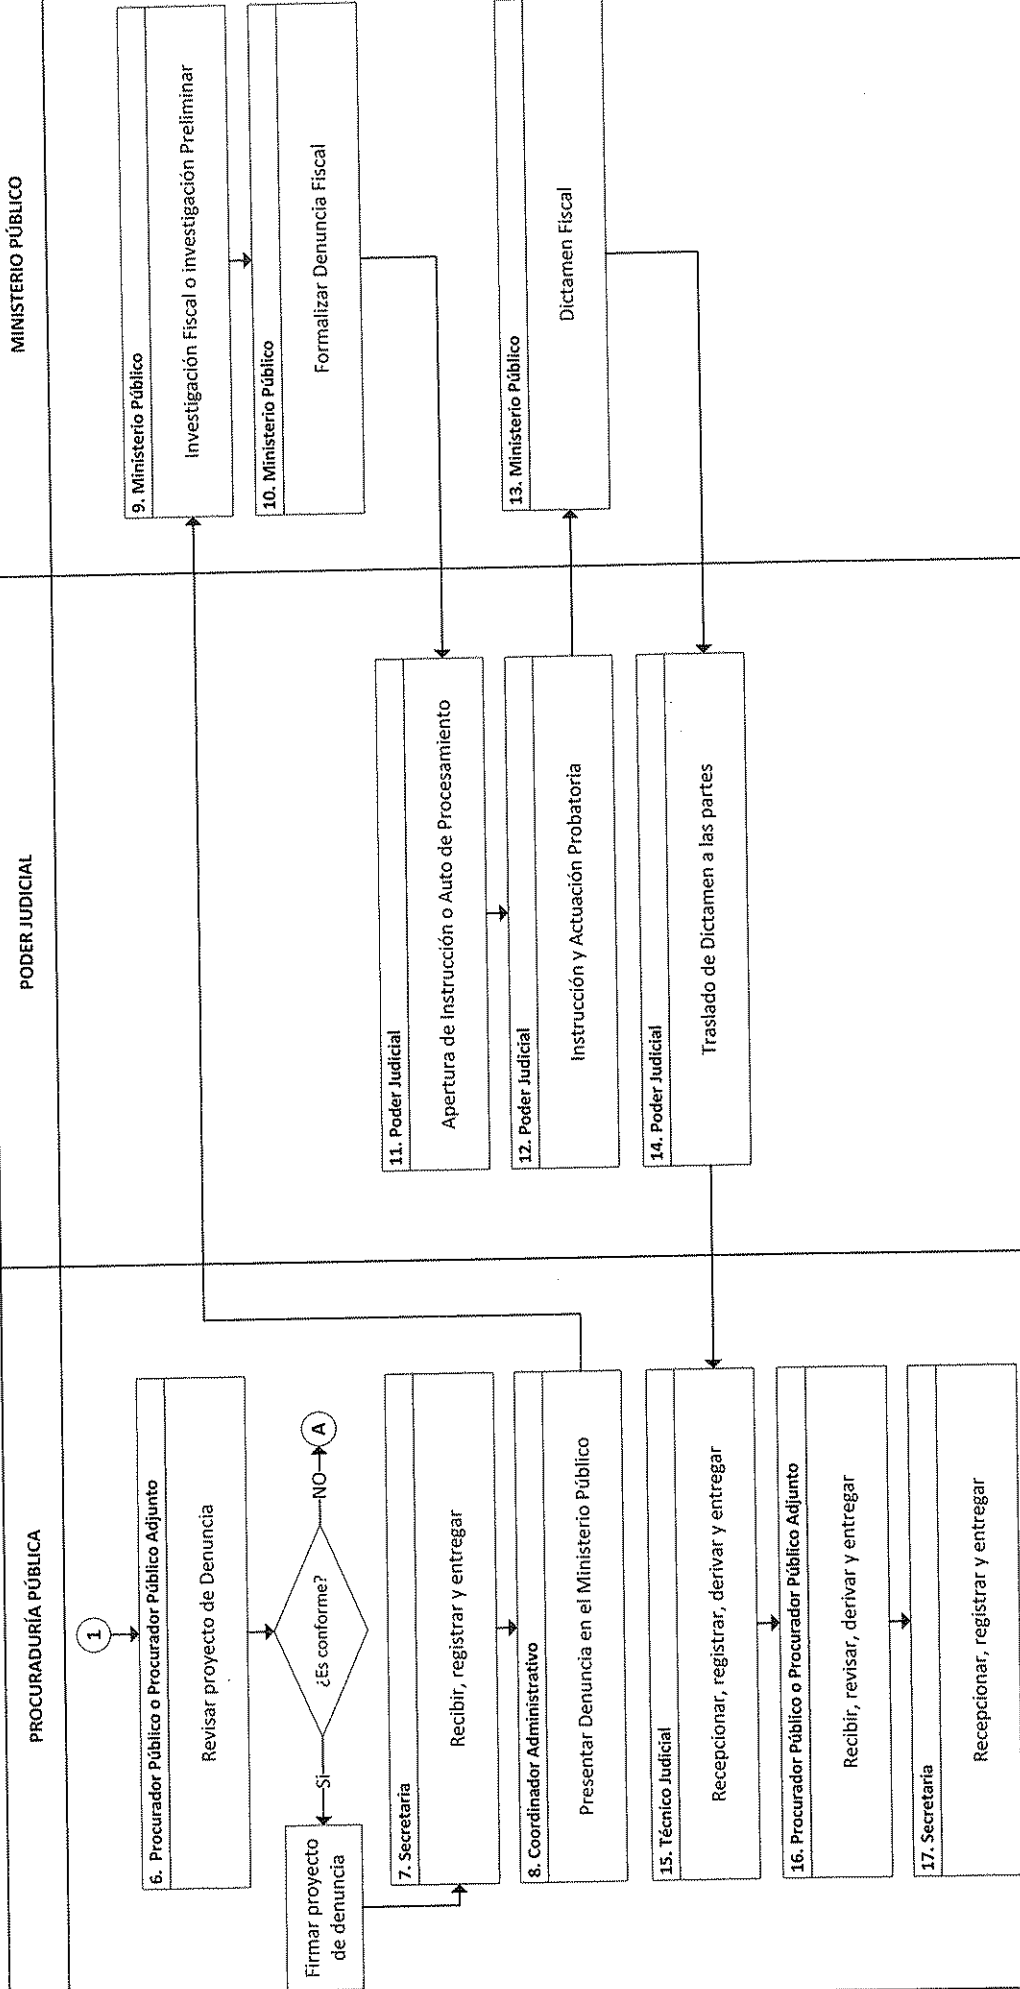 PROCURADURÍA PÚBLICA
PODER JUDICIAL
MINISTERIO PÚBLICO
1
6. Procurador Público o Procurador Público Adjunto
Revisar proyecto de Denuncia
¿Es conforme?
NO
A
Si
Firmar proyecto
de denuncia
7. Secretaria
Recibir, registrar y entregar
8. Coordinador Administrativo
Presentar Denuncia en el Ministerio Público
9. Ministerio Público
Investigación Fiscal o investigación Preliminar
10. Ministerio Público
Formalizar Denuncia Fiscal
11. Poder Judicial
Apertura de Instrucción o Auto de Procesamiento
12. Poder Judicial
Instrucción y Actuación Probatoria
13. Ministerio Público
Dictamen Fiscal
14. Poder Judicial
Traslado de Dictamen a las partes
15. Técnico Judicial
Recepcionar, registrar, derivar y entregar
16. Procurador Público o Procurador Público Adjunto
Recibir, revisar, derivar y entregar
17. Secretaria
Recepcionar, registrar y entregar